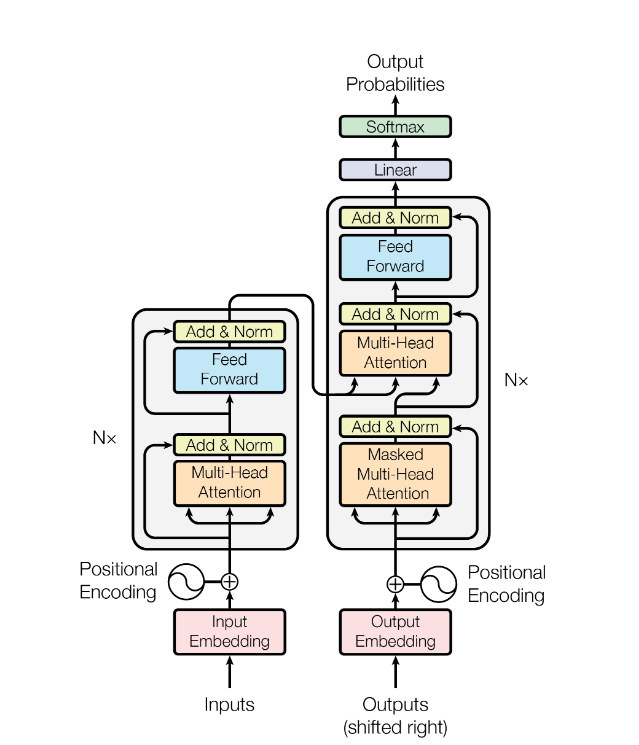 Output
Probabilities
Softmax
Linear
Add & Norm
Feed
Forward
Add & Norm
Multi-Head
Attention
Add & Norm
Masked
Multi-Head
Attention
Nx
Add & Norm
Feed
Forward
Add & Norm
Multi-Head
Attention
N×
Positional
Encoding
Positional
Encoding
Input
Embedding
Output
Embedding
Inputs
Outputs
(shifted right)